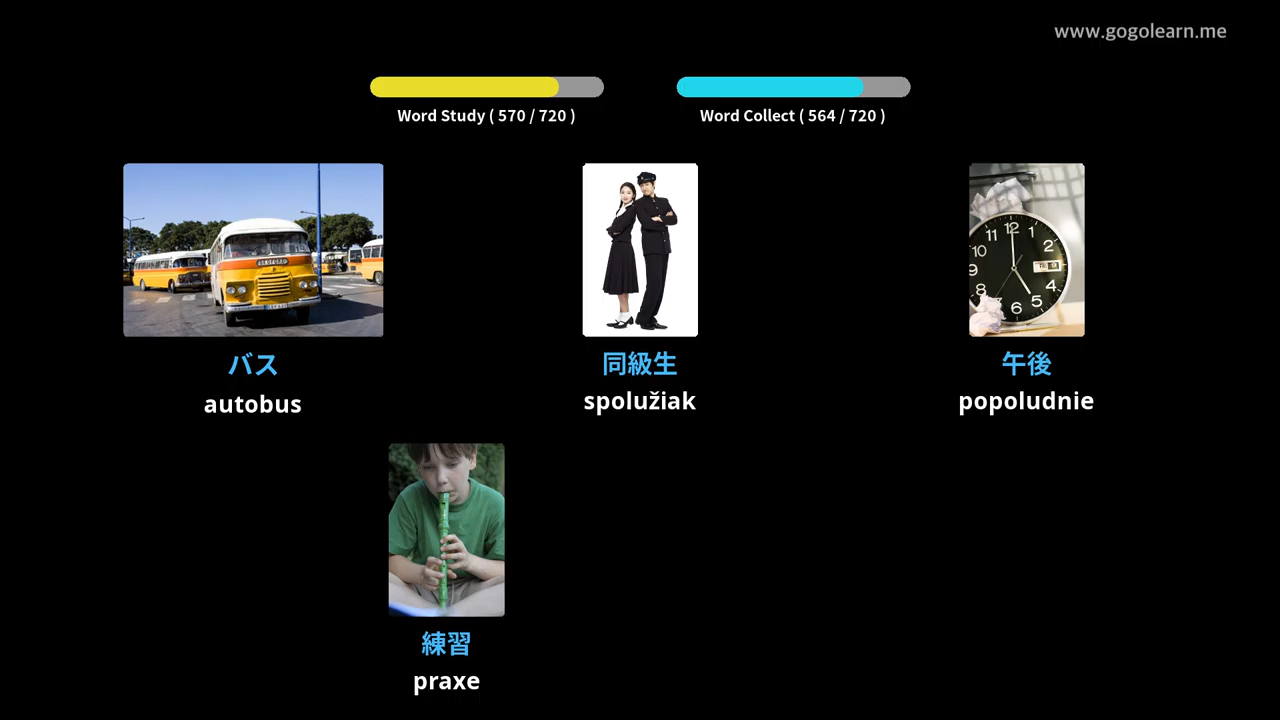 www.gogolearn.me
Word Study ( 570 / 720 )
Word Collect ( 564 / 720 )
バス
autobus
同級生
spolužiak
午後
popoludnie
練習
praxe